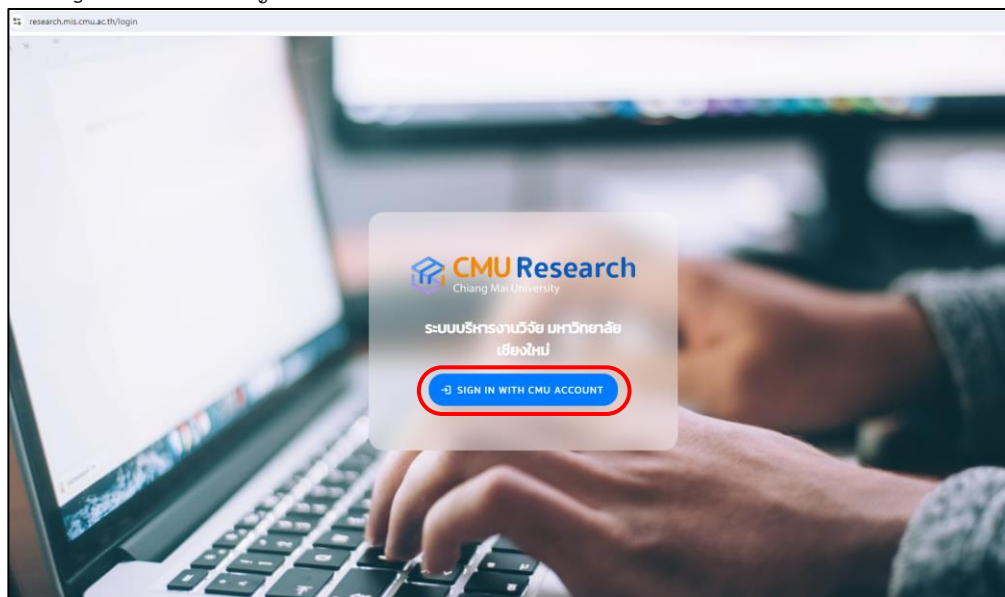 research.mis.cmu.ac.th/login
CMU Research
Chiang Mai University
ระบบบริหารงานวิจัย มหาวิทยาลัย
เชียงใหม่
SIGN IN WITH CMU ACCOUNT